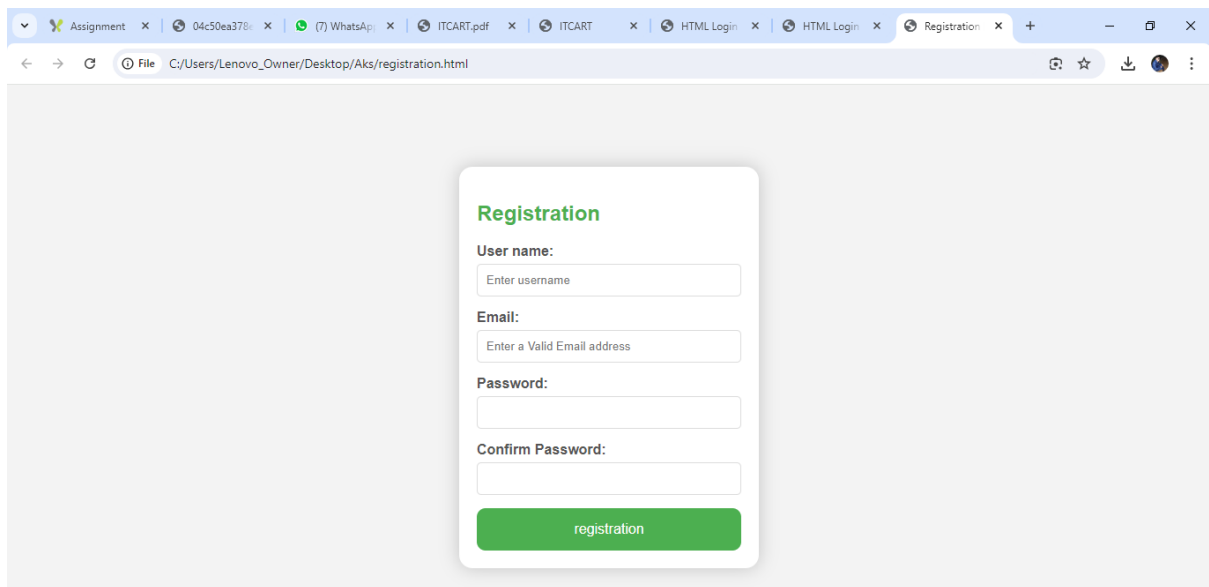 Assignment 04c50ea378 (7) WhatsAp ITCART.pdf ITCART HTML Login HTML Login Registration
File C:/Users/Lenovo_Owner/Desktop/Aks/registration.html
Registration
User name:
Enter username
Email:
Enter a Valid Email address
Password:
Confirm Password:
registration